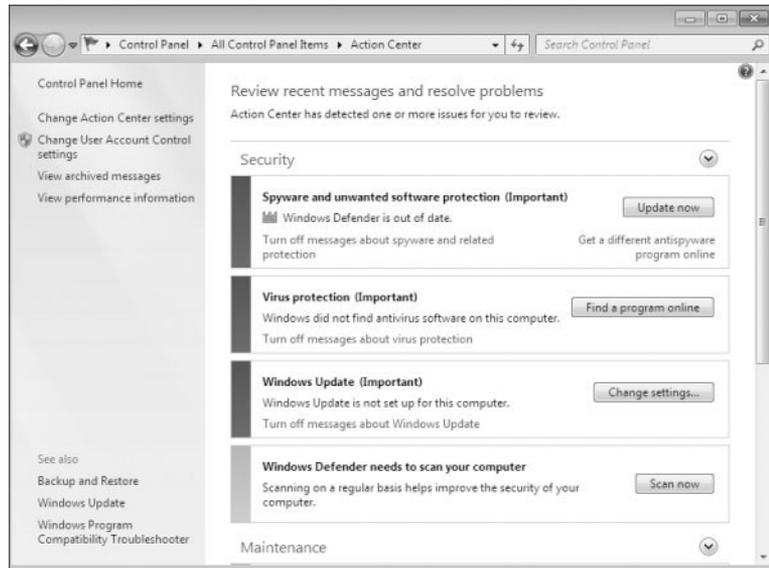 Control Panel ▸ All Control Panel Items ▸ Action Center
Search Control Panel
Control Panel Home
Change Action Center settings
Change User Account Control
settings
View archived messages
View performance information
See also
Backup and Restore
Windows Update
Windows Program
Compatibility Troubleshooter
Review recent messages and resolve problems
Action Center has detected one or more issues for you to review.
Security
Spyware and unwanted software protection (Important)
Update now
Windows Defender is out of date.
Turn off messages about spyware and related
protection
Get a different antispyware
program online
Virus protection (Important)
Find a program online
Windows did not find antivirus software on this computer.
Turn off messages about virus protection
Windows Update (Important)
Change settings...
Windows Update is not set up for this computer.
Turn off messages about Windows Update
Windows Defender needs to scan your computer
Scan now
Scanning on a regular basis helps improve the security of your
computer.
Maintenance